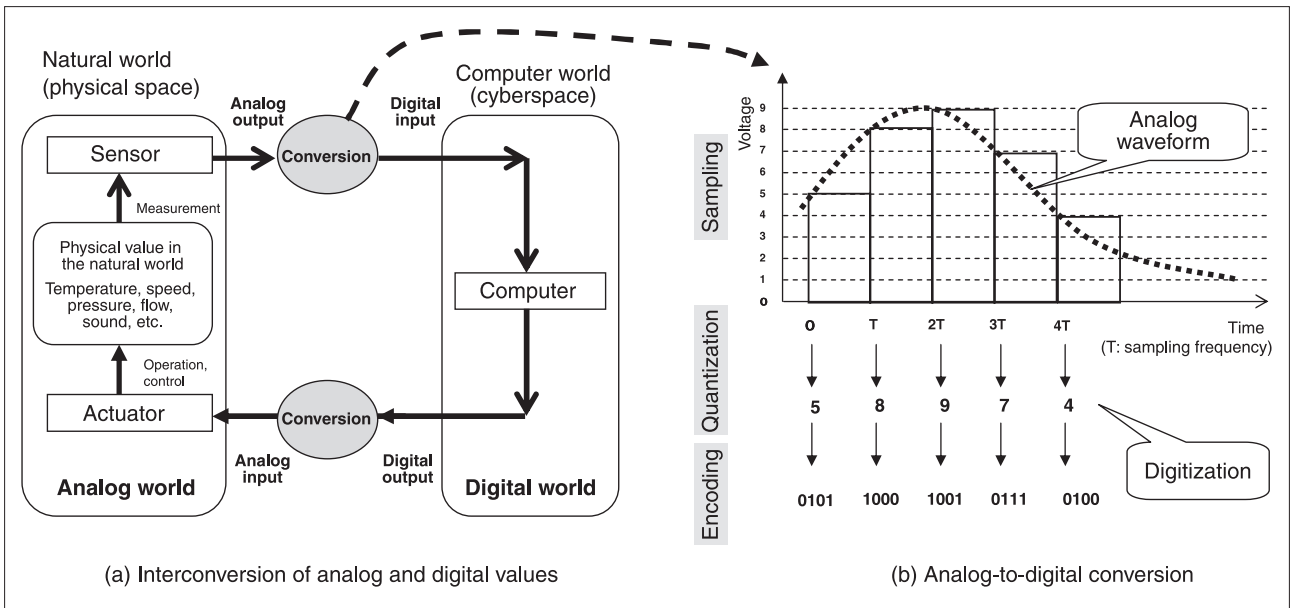 Natural world
(physical space)
Analog
output
Digital
input
Computer world
(cyberspace)
Sensor
Conversion
Measurement
Physical value in
the natural world
Temperature, speed,
pressure, flow,
sound, etc.
Computer
Operation,
control
Actuator
Conversion
Analog
input
Digital
output
Analog world
Digital world
(a) Interconversion of analog and digital values
Sampling
Voltage
9
8
7
6
5
4
3
2
1
0
Analog
waveform
0 T 2T 3T 4T
Time
(T: sampling frequency)
Quantization
5 8 9 7 4
Digitization
Encoding
0101 1000 1001 0111 0100
(b) Analog-to-digital conversion